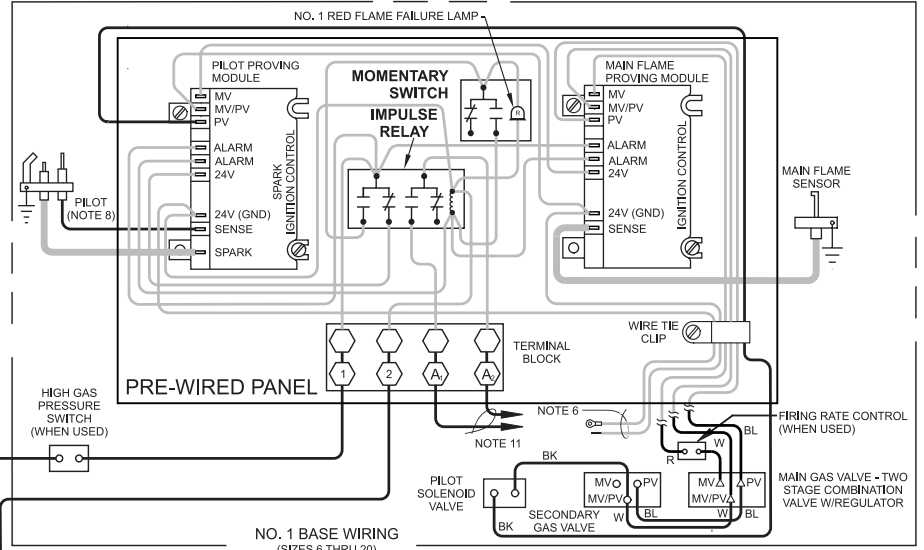 NO. 1 RED FLAME FAILURE LAMP
PILOT PROVING
MODULE
MV
MV/PV
PV
ALARM
ALARM
24V
24V (GND)
SENSE
SPARK
SPARK
IGNITION CONTROL
MOMENTARY
SWITCH
IMPULSE
RELAY
R
MAIN FLAME
PROVING MODULE
MV
MV/PV
PV
ALARM
ALARM
24V
24V (GND)
SENSE
IGNITION CONTROL
PILOT
(NOTE 8)
MAIN FLAME
SENSOR
WIRE TIE
CLIP
TERMINAL
BLOCK
1
2
A1
A2
PRE-WIRED PANEL
HIGH GAS
PRESSURE
SWITCH
(WHEN USED)
NOTE 6
NOTE 11
FIRING RATE CONTROL
(WHEN USED)
BL
W
R
BK
PILOT
SOLENOID
VALVE
BK
MV
PV
MV/PV
SECONDARY
GAS VALVE
W
BL
MV
PV
MV/PV
W
BL
MAIN GAS VALVE - TWO
STAGE COMBINATION
VALVE W/REGULATOR
NO. 1 BASE WIRING
(SIZES 6 THRU 20)